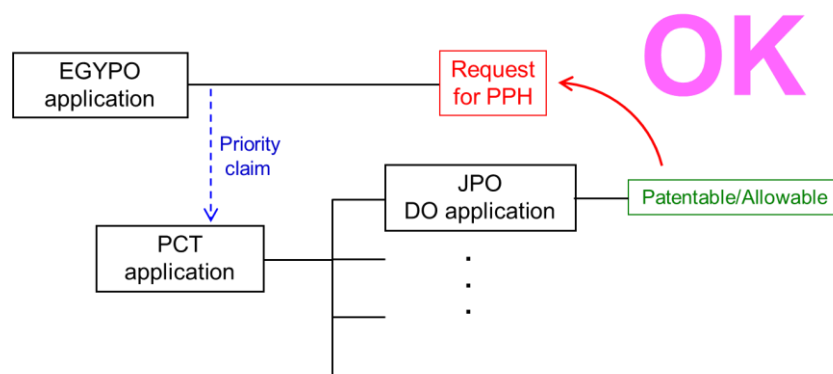 OK
EGYPO
application
Request
for PPH
Priority
claim
JPO
DO application
Patentable/Allowable
PCT
application